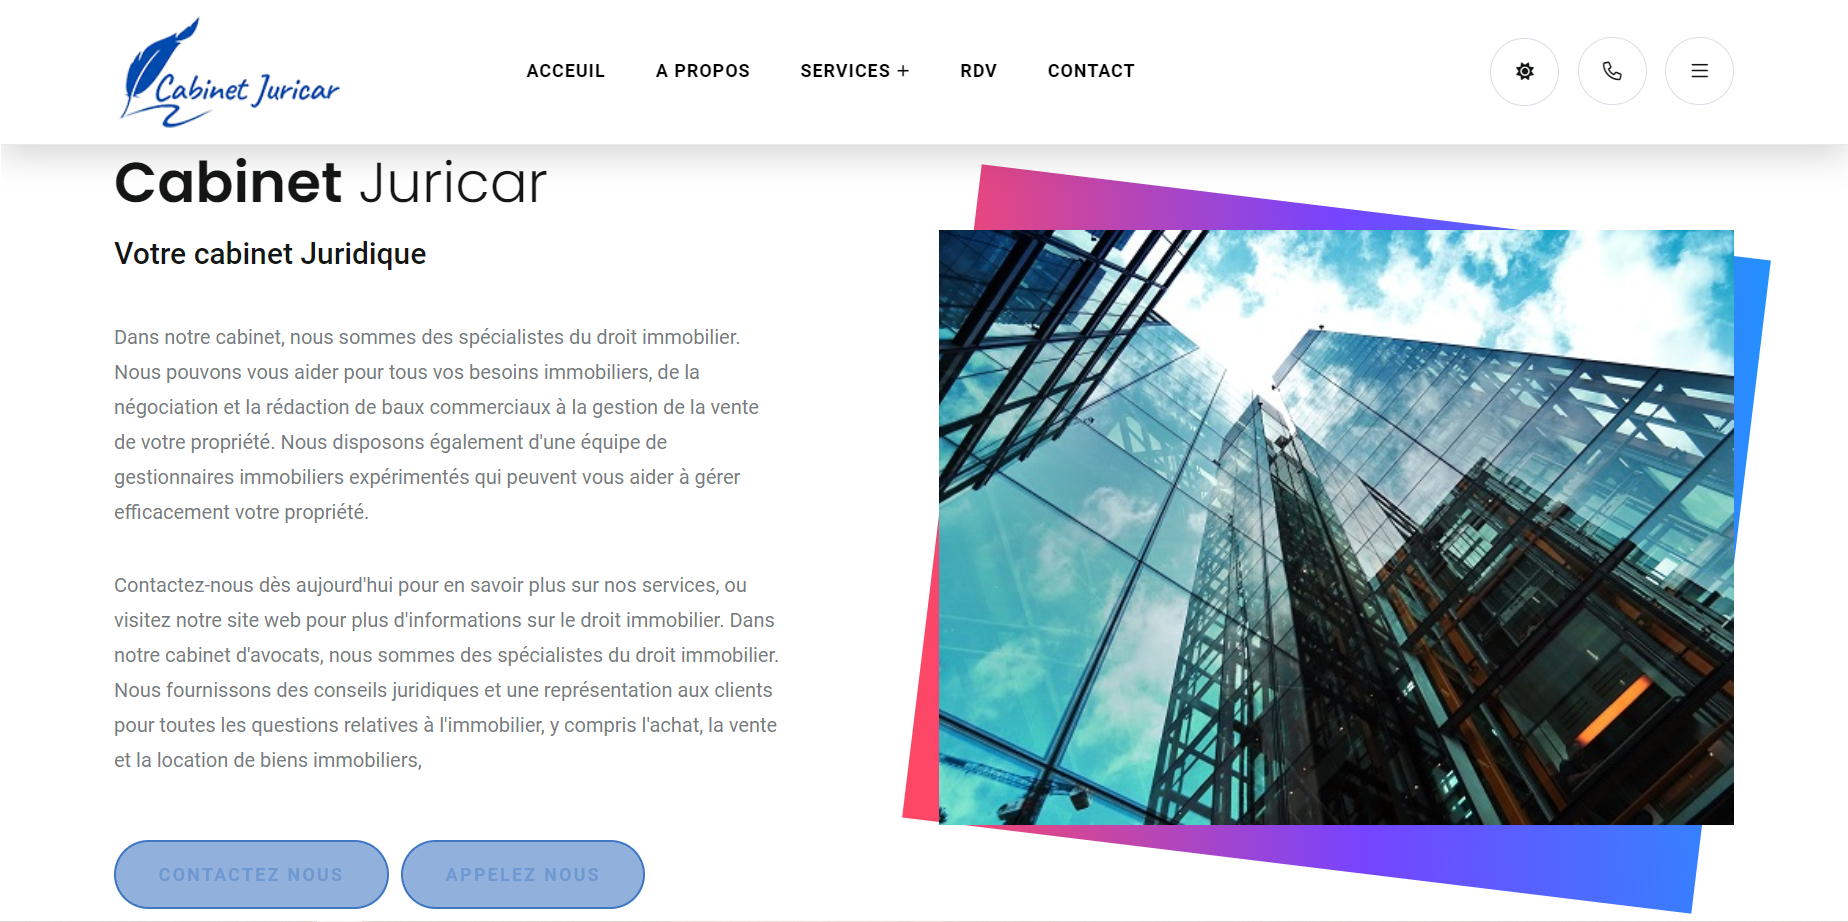 Cabinet Juricar
ACCEUIL
A PROPOS
SERVICES +
RDV
CONTACT
Cabinet Juricar
Votre cabinet Juridique
Dans notre cabinet, nous sommes des spécialistes du droit immobilier.
Nous pouvons vous aider pour tous vos besoins immobiliers, de la
négociation et la rédaction de baux commerciaux à la gestion de la vente
de votre propriété. Nous disposons également d'une équipe de
gestionnaires immobiliers expérimentés qui peuvent vous aider à gérer
efficacement votre propriété.
Contactez-nous dès aujourd'hui pour en savoir plus sur nos services, ou
visitez notre site web pour plus d'informations sur le droit immobilier. Dans
notre cabinet d'avocats, nous sommes des spécialistes du droit immobilier.
Nous fournissons des conseils juridiques et une représentation aux clients
pour toutes les questions relatives à l'immobilier, y compris l'achat, la vente
et la location de biens immobiliers,
CONTACTEZ NOUS
APPELEZ NOUS